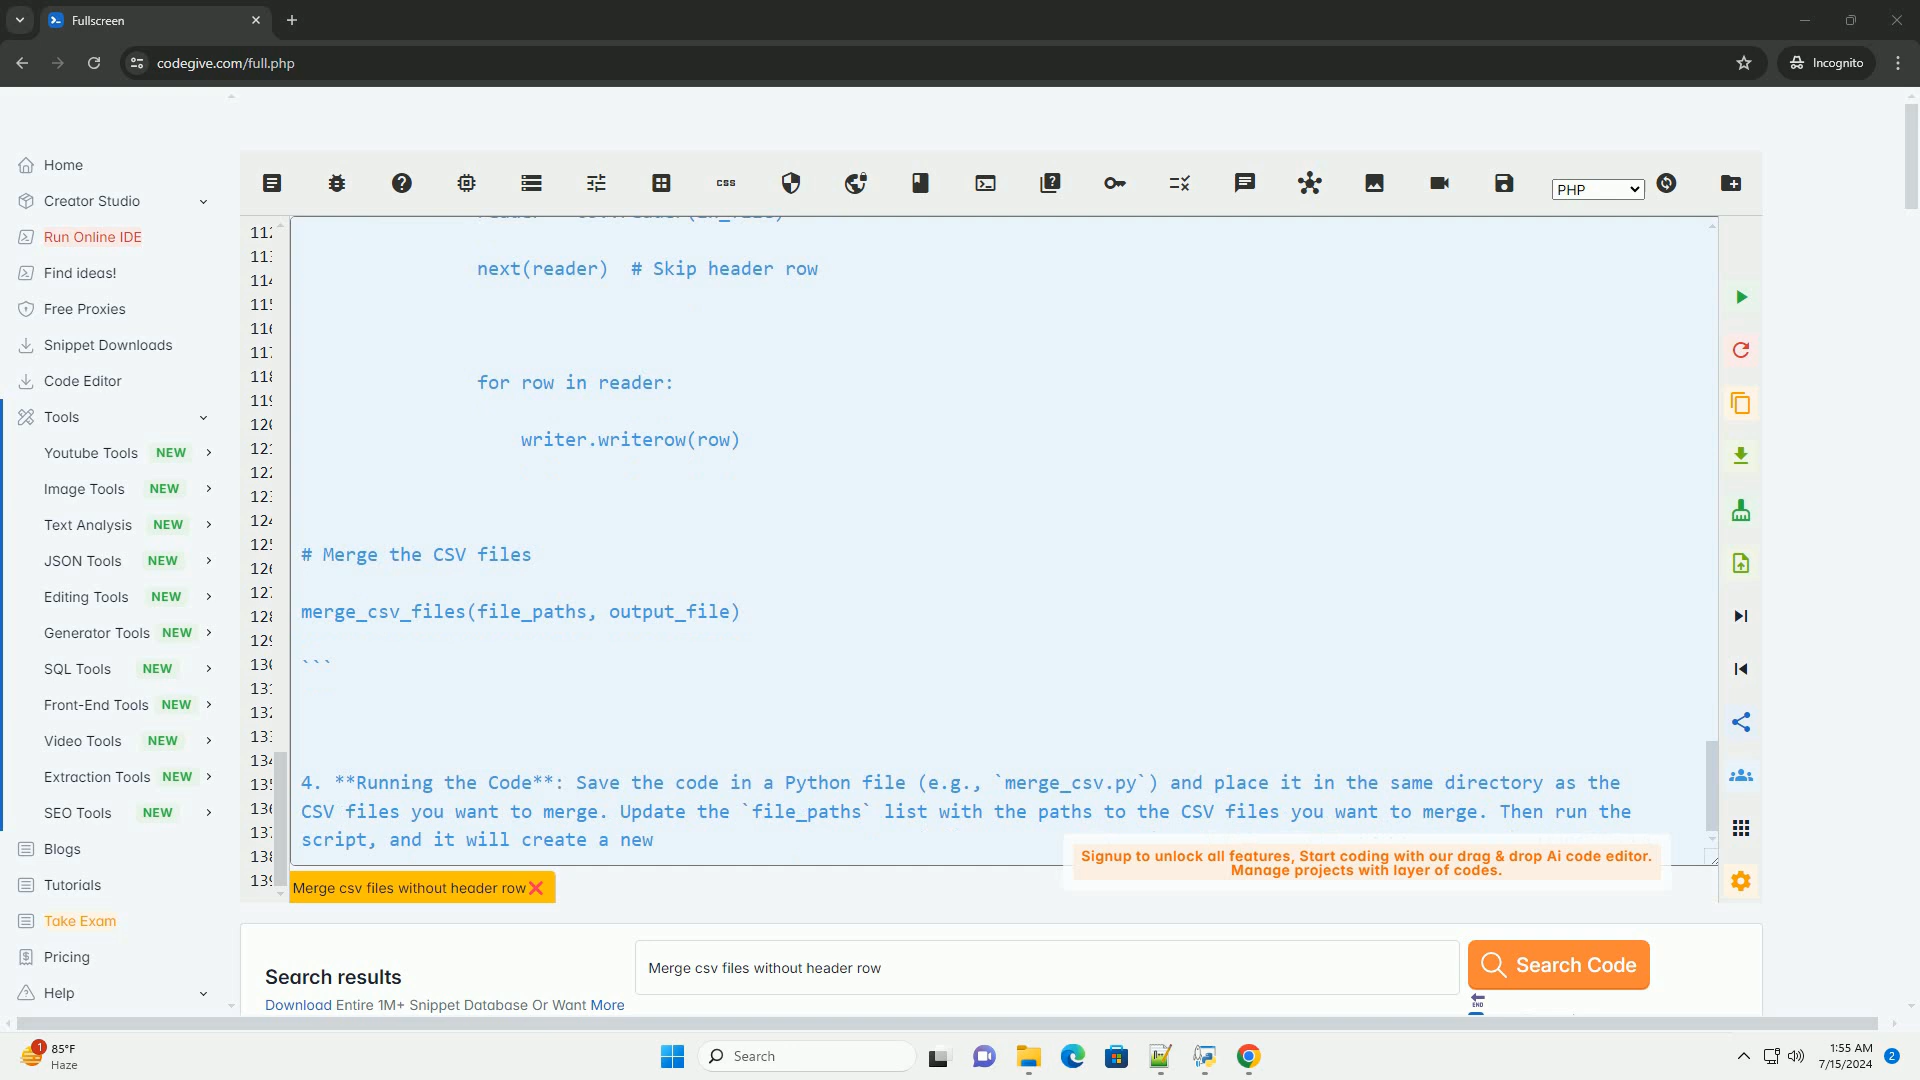 Fullscreen
codegive.com/full.php
Incognito
Home
Creator Studio
Run Online IDE
Find ideas!
Free Proxies
Snippet Downloads
Code Editor
Tools
Youtube Tools NEW
Image Tools NEW
Text Analysis NEW
JSON Tools NEW
Editing Tools NEW
Generator Tools NEW
SQL Tools NEW
Front-End Tools NEW
Video Tools NEW
Extraction Tools NEW
SEO Tools NEW
Blogs
Tutorials
Take Exam
Pricing
Help
css
PHP
next(reader)  # Skip header row
for row in reader:
writer.writerow(row)
# Merge the CSV files
merge_csv_files(file_paths, output_file)
```
4. **Running the Code**: Save the code in a Python file (e.g., `merge_csv.py`) and place it in the same directory as the
CSV files you want to merge. Update the `file_paths` list with the paths to the CSV files you want to merge. Then run the
script, and it will create a new
Signup to unlock all features, Start coding with our drag & drop Ai code editor.
Manage projects with layer of codes.
Merge csv files without header row
Search results
Download Entire 1M+ Snippet Database Or Want More
Merge csv files without header row
Search Code
END
1
85°F
Haze
Search
1:55 AM
7/15/2024
2